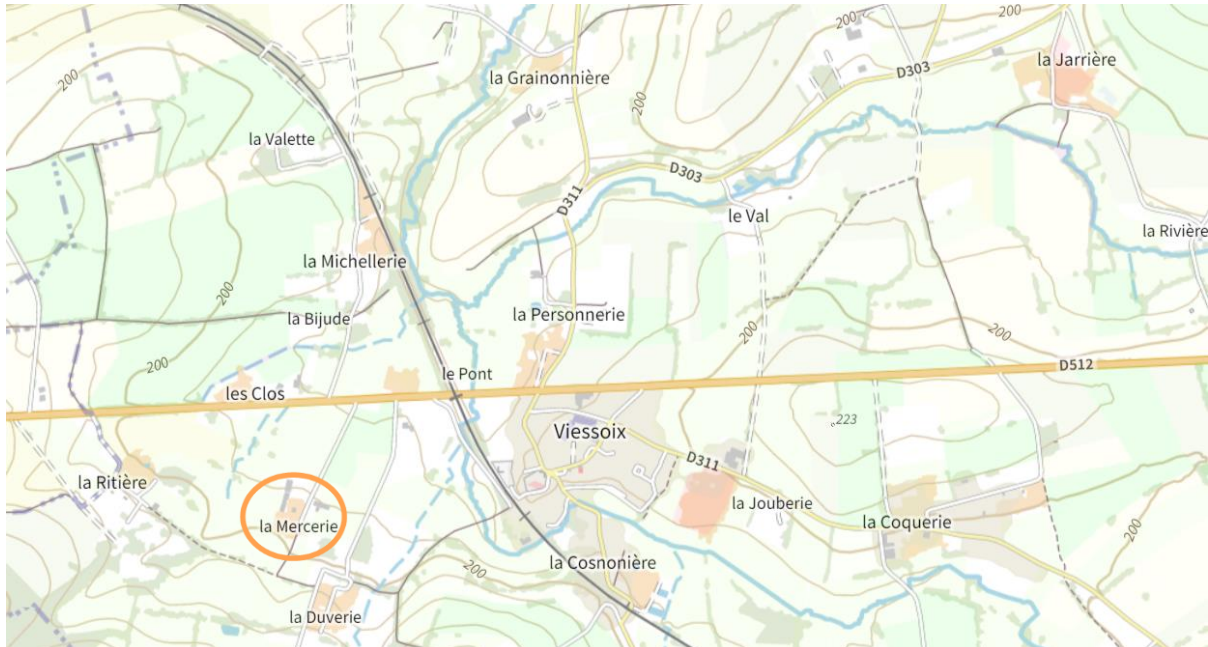 200
200
D303
la Jarrière
la Grainonnière
200
200
la Valette
D303
D311
le Val
la Rivière
la Michellerie
200
la Personnerie
la Bijude
200
200
200
le Pont
D512
les Clos
Viessoix
223
D311
la Ritière
la Jouberie
la Mercerie
la Coquerie
200
la Cosnonière
200
la Duverie